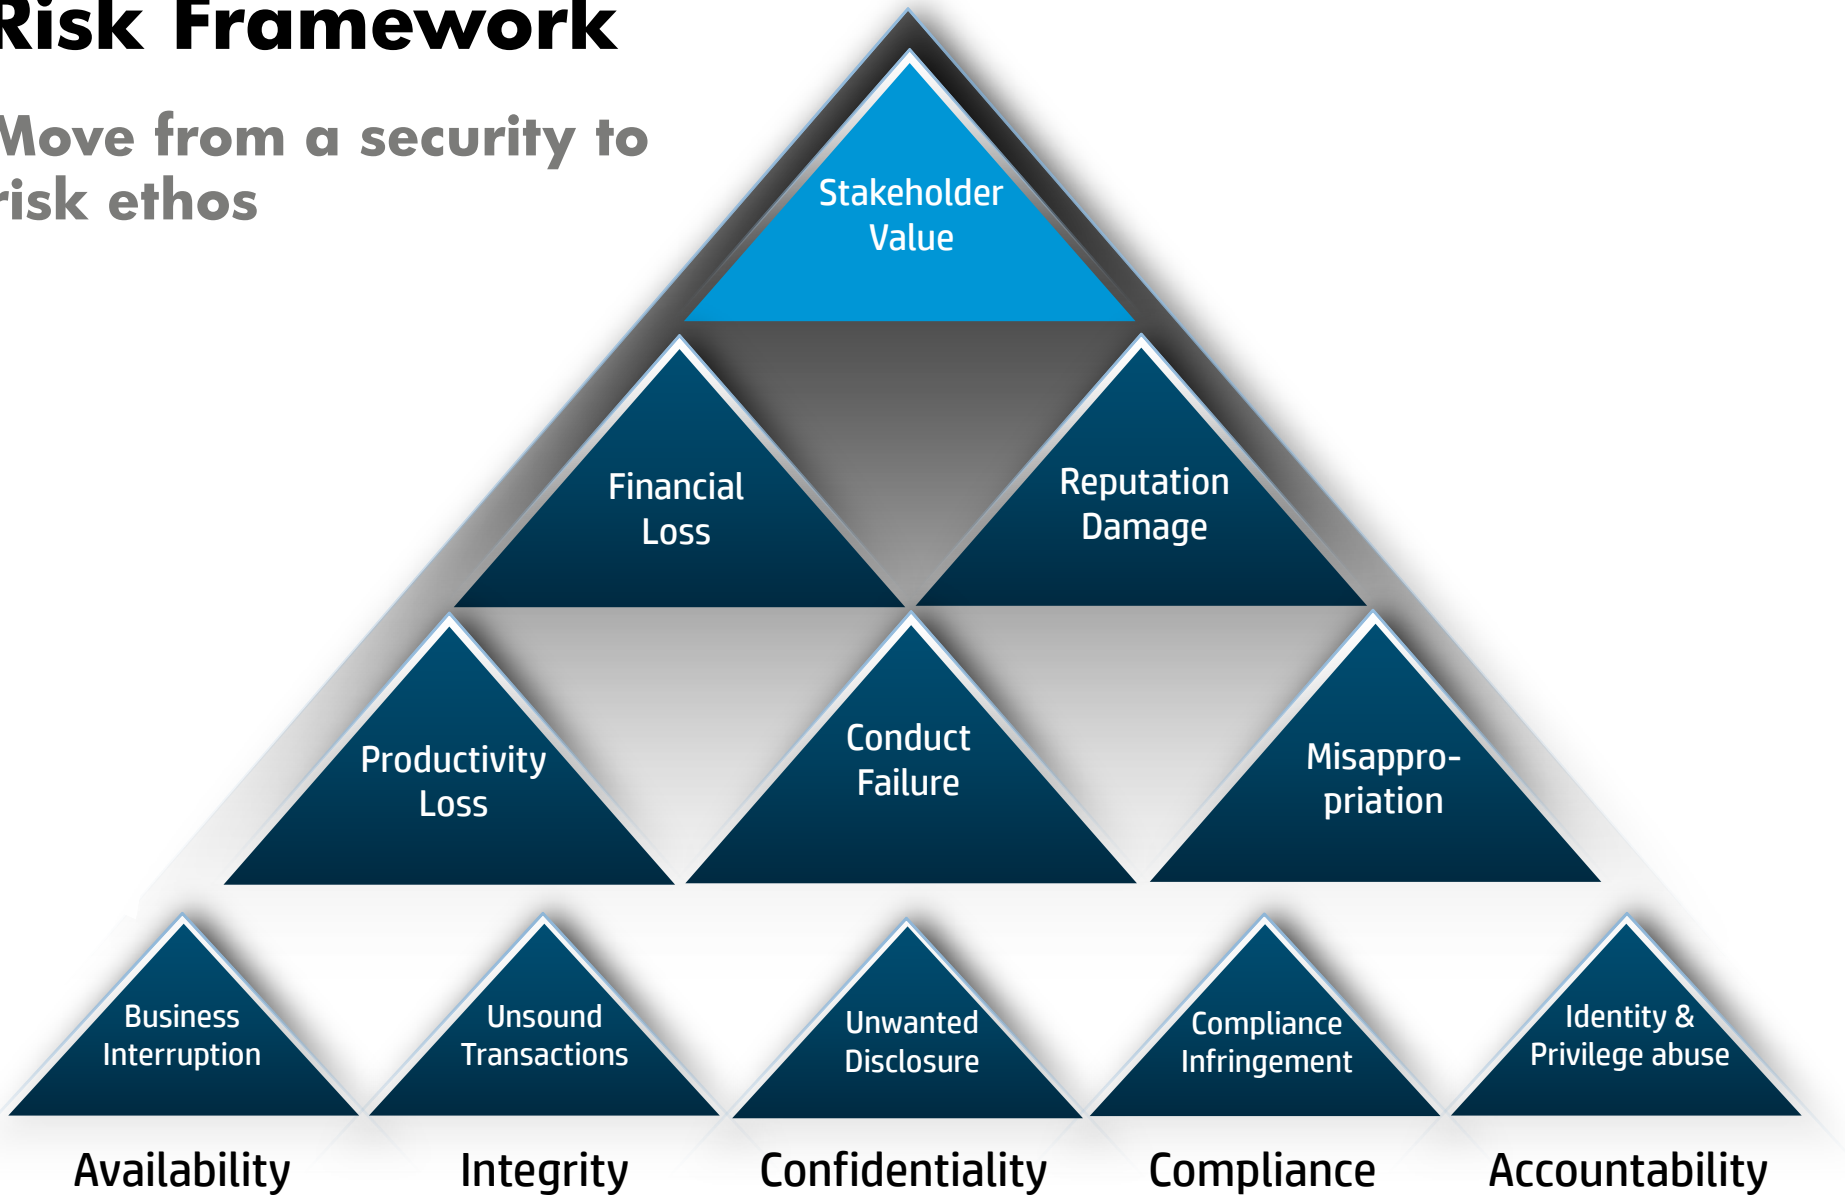 Risk Framework
Move from a security to
risk ethos
Stakeholder
Value
Financial
Loss
Reputation
Damage
Productivity
Loss
Conduct
Failure
Misappro-
priation
Business
Interruption
Unsound
Transactions
Unwanted
Disclosure
Compliance
Infringement
Identity &
Privilege abuse
Availability
Integrity
Confidentiality
Compliance
Accountability